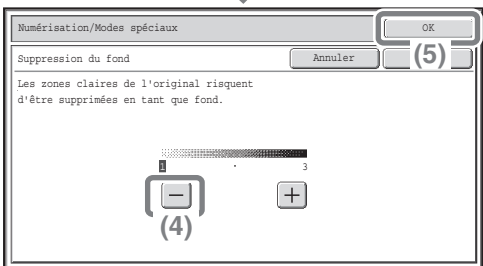 Numérisation/Modes spéciaux
OK
Suppression du fond
Annuler
(5)
Les zones claires de l'original risquent
d'être supprimées en tant que fond.
1
3
(4)